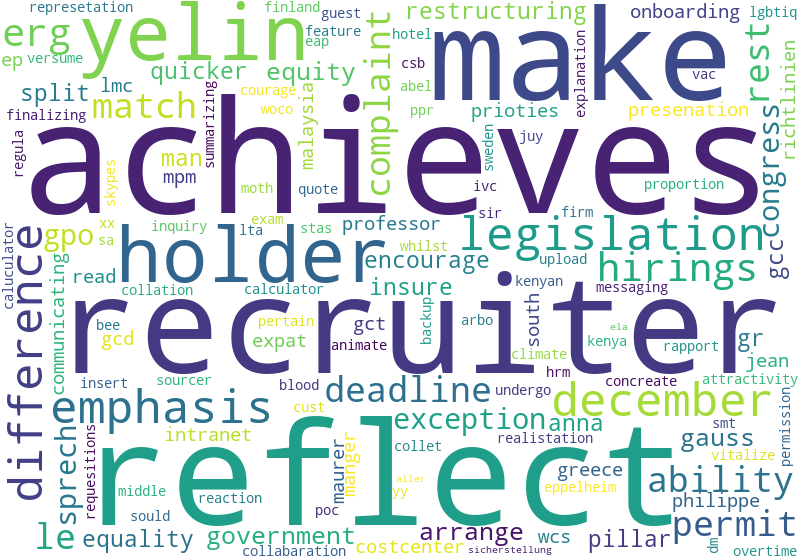 represetation finland guest restructuring onboarding lgbtiq
erg yelin feature make
ep versume eap hotel vac rest
quicker equity complaint csb explanation
split lmc courage abel
match woco malaysia ppr prioties presenation richtlinien
finalizing summarizing
achieves
regula man skypes mpm moth quote ivc sweden juy proportion congress
xx inquiry exam professor sir firm legislation
gpo sa holder lta stas whilst gcc
difference communicating encourage upload hirings
caluculator read collation calculator insure kenyan messaging
recruiter
bee gcd pertain gct backup arbo south kenya ela gr
expat animate climate rapport jean
insert sourcer blood hrm concreate attractivity
emphasis deadline undergo december
cust exception anna smt permission
sprech requesitions intranet maurer manger collet realistation gauss
reflect
middle reaction yy aller greece eppelheim ability vitalize
sould poc philippe
le equality government arrange wcs pillar permit
collabaration costcenter sicherstellung dm overtime